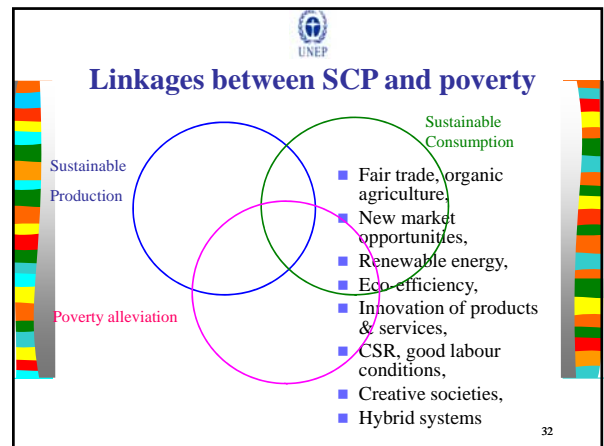 UNEP
Linkages between SCP and poverty
Sustainable
Consumption
Sustainable
Production
Poverty alleviation
Fair trade, organic
agriculture,
New market
opportunities,
Renewable energy,
Eco-efficiency,
Innovation of products
& services,
CSR, good labour
conditions,
Creative societies,
Hybrid systems
32